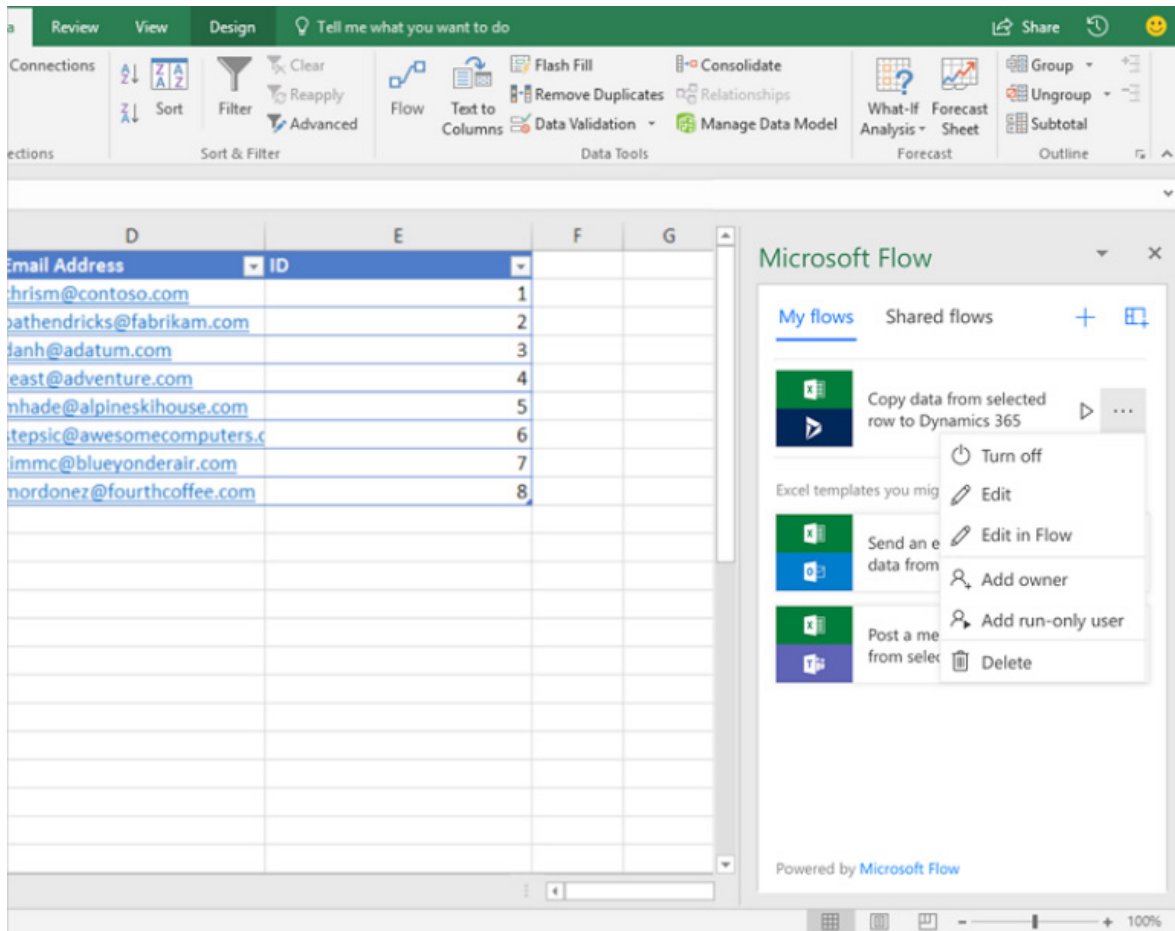 a Review View Design Tell me what you want to do Share
Connections
Sort
Filter
Clear
Reapply
Advanced
Flow
Text to
Columns
Flash Fill
Remove Duplicates
Data Validation
Consolidate
Relationships
Manage Data Model
What-If
Analysis
Forecast
Sheet
Group
Ungroup
Subtotal
ections Sort & Filter Data Tools Forecast Outline
D E F G
Email Address ID
chrism@contoso.com 1
pathendricks@fabrikam.com 2
danh@adatum.com 3
east@adventure.com 4
mhade@alpineskihouse.com 5
stepsic@awesomecomputers.c 6
immc@blueyonderair.com 7
mordonez@fourthcoffee.com 8
Microsoft Flow
My flows Shared flows
Copy data from selected
row to Dynamics 365
Turn off
Edit
Edit in Flow
Add owner
Add run-only user
Delete
Excel templates you mig
Send an e
data from
Post a me
from selec
Powered by Microsoft Flow
100%